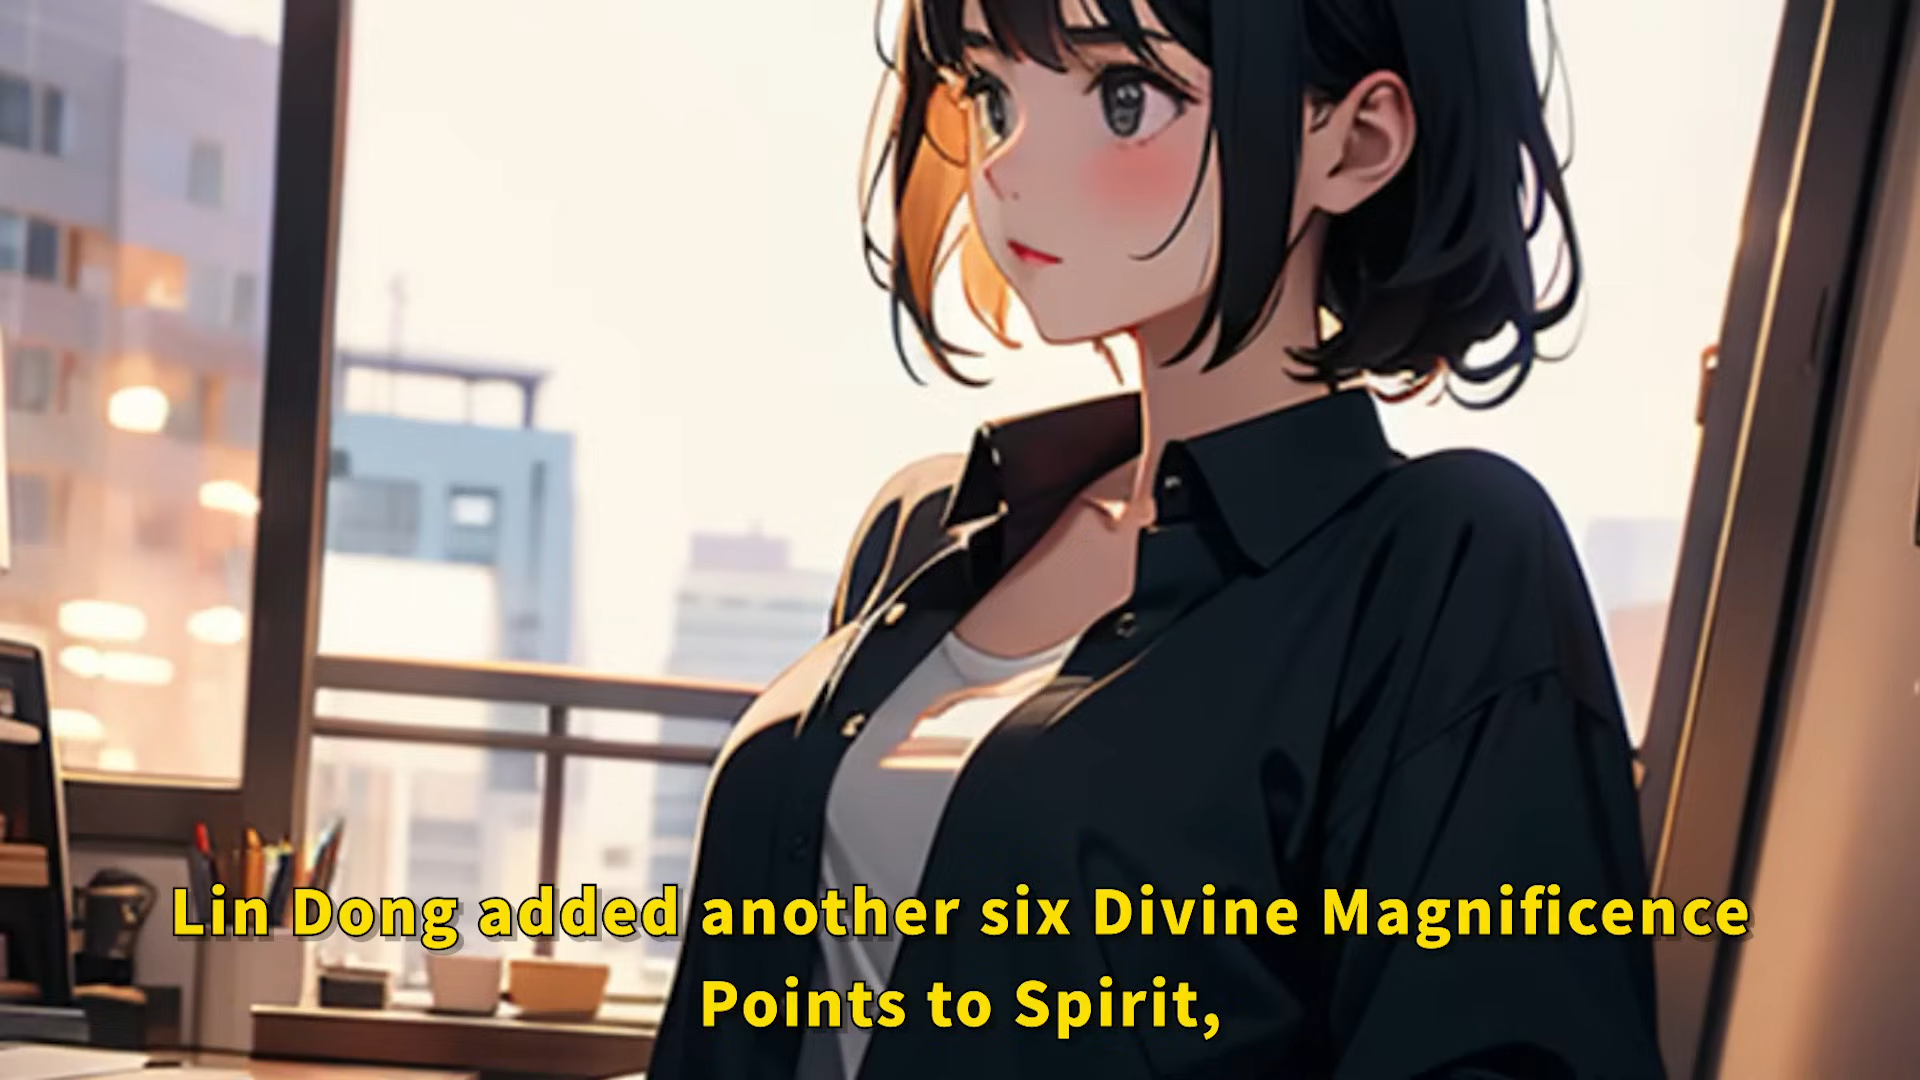 Lin Dong added another six Divine Magnificence
Points to Spirit,